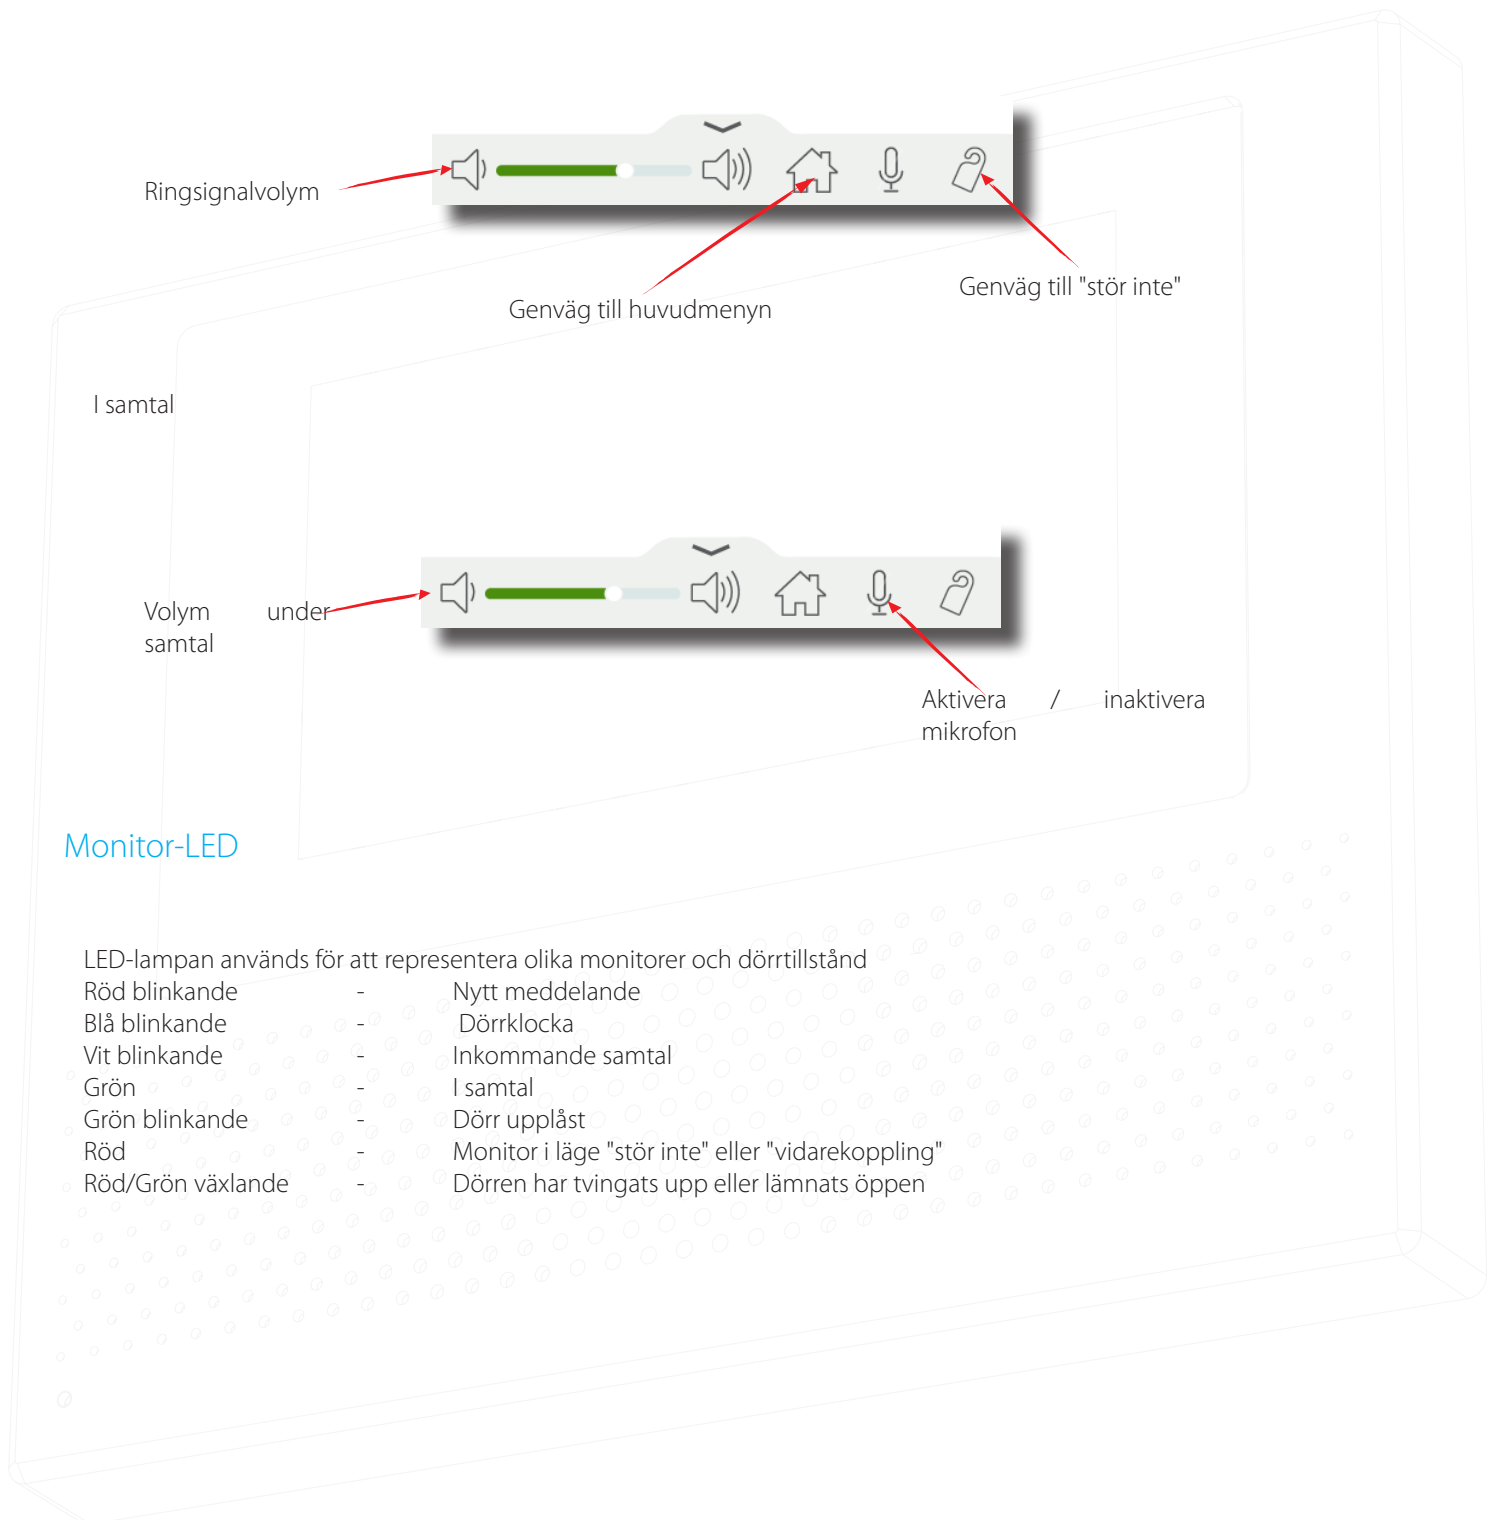 Ringsignalvolym
Genväg till "stör inte"
Genväg till huvudmenyn
I samtal
Volym under
samtal
Aktivera / inaktivera
mikrofon
Monitor-LED
LED-lampan används för att representera olika monitorer och dörrtillstånd
Röd blinkande - Nytt meddelande
Blå blinkande - Dörrklocka
Vit blinkande - Inkommande samtal
Grön - I samtal
Grön blinkande - Dörr upplåst
Röd - Monitor i läge "stör inte" eller "vidarekoppling"
Röd/Grön växlande - Dörren har tvingats upp eller lämnats öppen